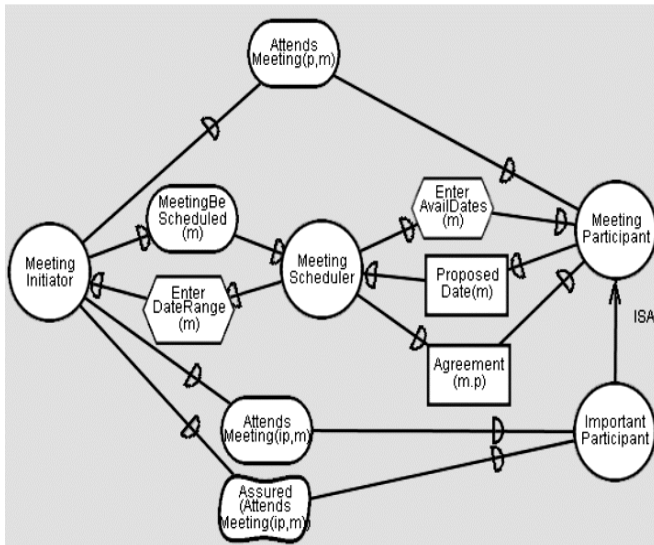 Attends
Meeting(p,m)
MeetingBe
Scheduled
(m)
Enter
AvailDates
(m)
Meeting
Participant
Meeting
Initiator
Meeting
Scheduler
Proposed
Date(m)
Enter
DateRange
(m)
ISA
Agreement
(m.p)
Attends
Meeting(ip,m)
Important
Participant
Assured
(Attends
Meeting(ip,m)